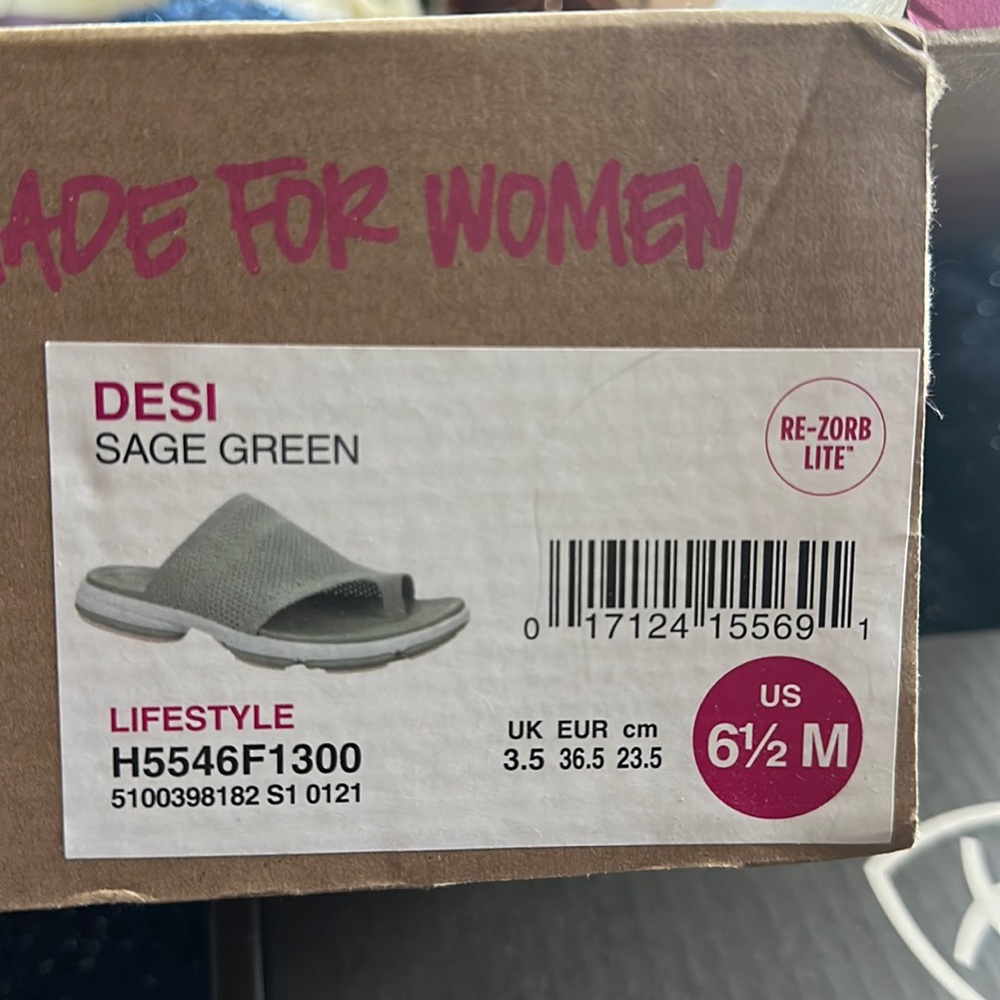 ADE FOR WOMEN
DESI
SAGE GREEN
RE-ZORB
LITE™
0 17124 15569 1
LIFESTYLE
H5546F1300
5100398182 S1 0121
UK EUR cm
3.5 36.5 23.5
US
6½ M